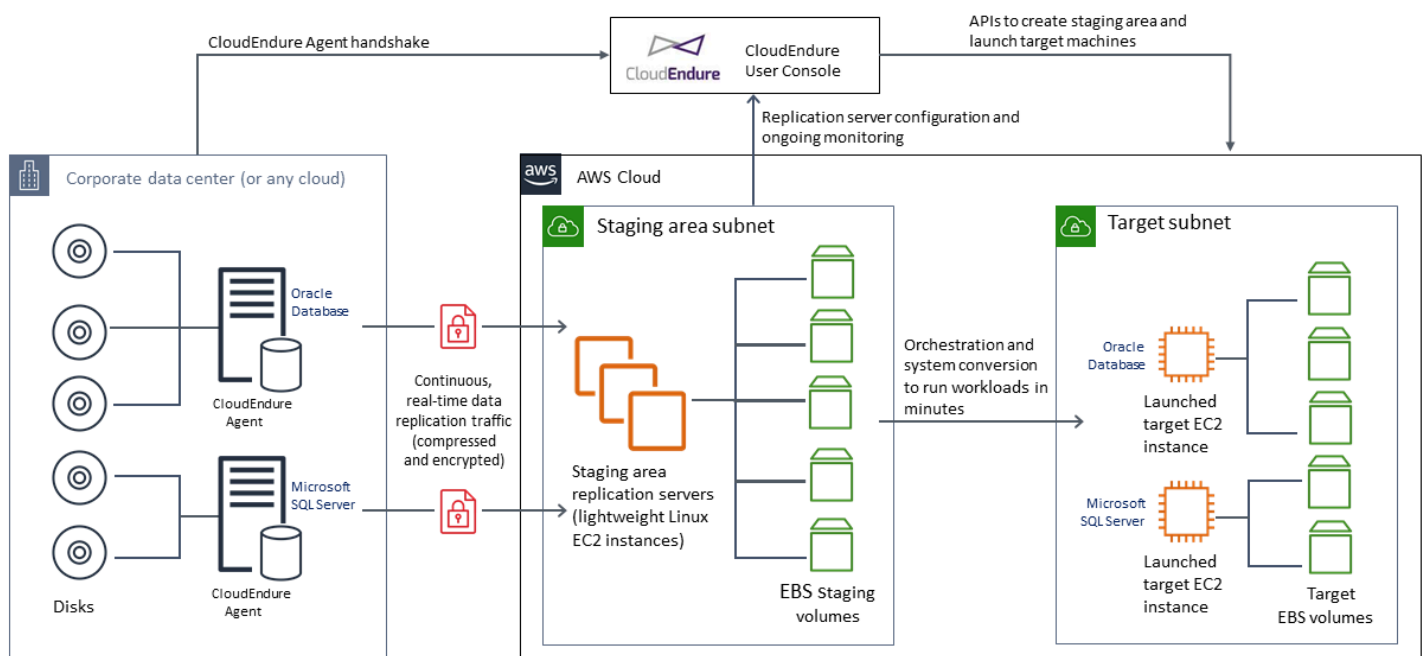 CloudEndure Agent handshake
CloudEndure
CloudEndure
User Console
APIs to create staging area and
launch target machines
Replication server configuration and
ongoing monitoring
Corporate data center (or any cloud)
aws
AWS Cloud
Staging area subnet
Target subnet
Oracle
Database
CloudEndure
Agent
Microsoft
SQL Server
CloudEndure
Agent
Disks
Continuous,
real-time data
replication traffic
(compressed
and encrypted)
Staging area
replication servers
(lightweight Linux
EC2 instances)
EBS Staging
volumes
Orchestration and
system conversion
to run workloads in
minutes
Oracle
Database
Launched
target EC2
instance
Microsoft
SQL Server
Launched
target EC2
instance
Target
EBS volumes